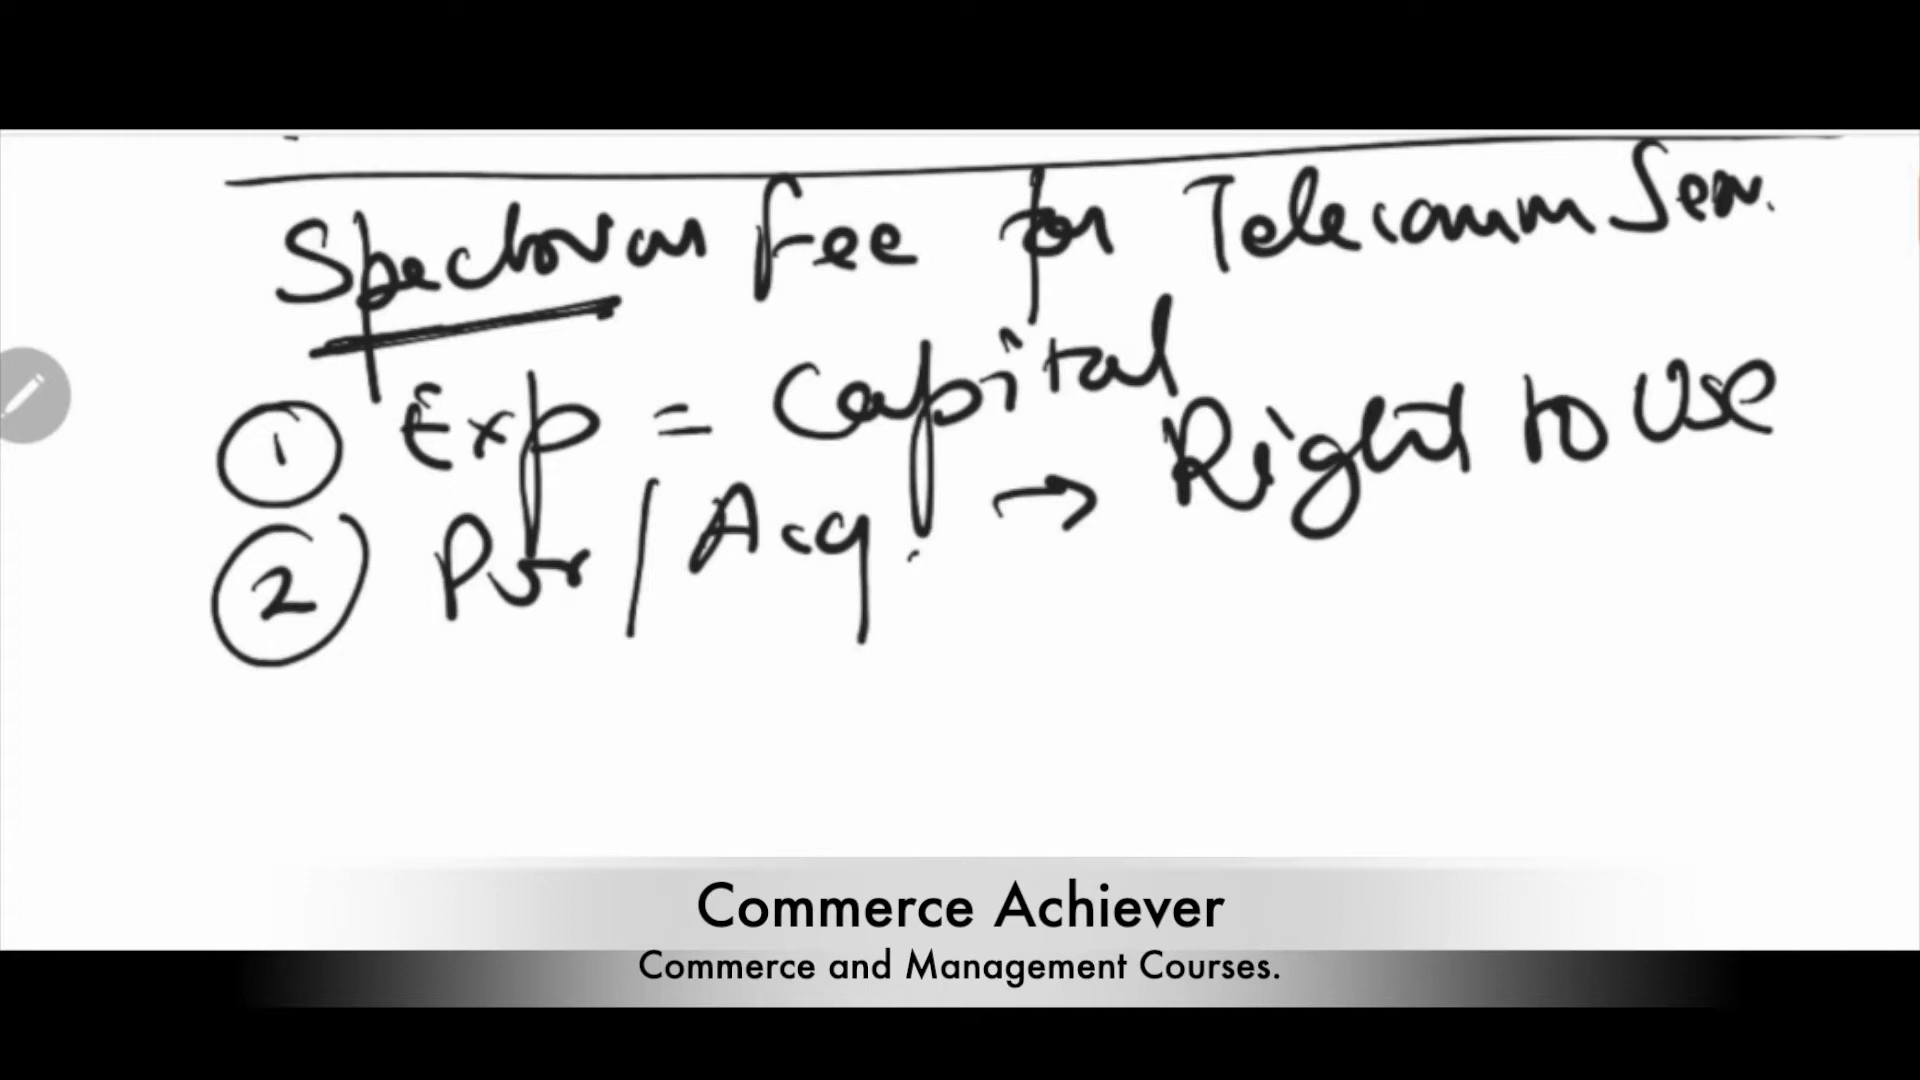 Spectrum Fee for Telecomm Serv.
① Exp = Capital
② Pur / Acq. → Right to Use
Commerce Achiever
Commerce and Management Courses.